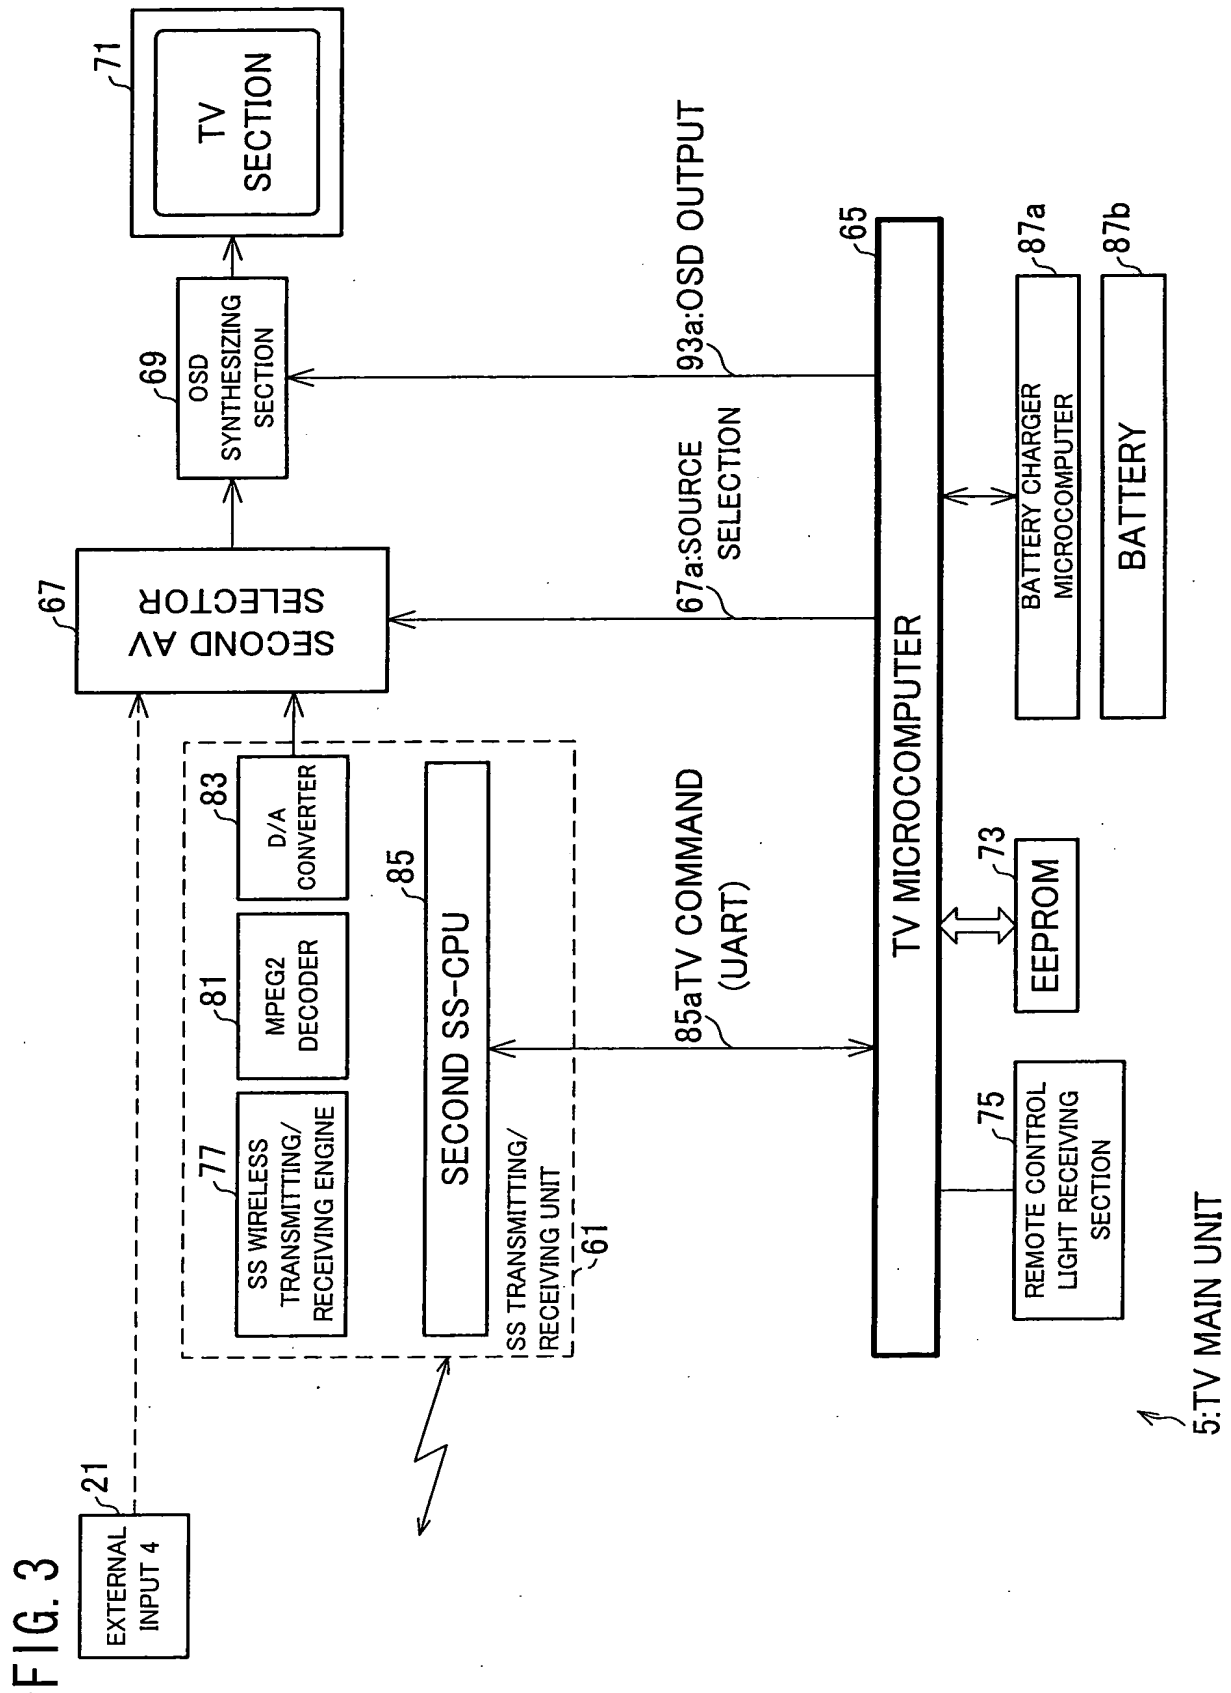 FIG. 3
EXTERNAL
INPUT 4
21
SS WIRELESS
TRANSMITTING/
RECEIVING ENGINE
77
MPEG2
DECODER
81
D/A
CONVERTER
83
SECOND SS-CPU
85
SS TRANSMITTING/
RECEIVING UNIT
61
SECOND AV
SELECTOR
67
OSD
SYNTHESIZING
SECTION
69
TV
SECTION
71
85aTV COMMAND
(UART)
67a:SOURCE
SELECTION
93a:OSD OUTPUT
TV MICROCOMPUTER
65
REMOTE CONTROL
LIGHT RECEIVING
SECTION
75
EEPROM
73
BATTERY CHARGER
MICROCOMPUTER
87a
BATTERY
87b
5:TV MAIN UNIT